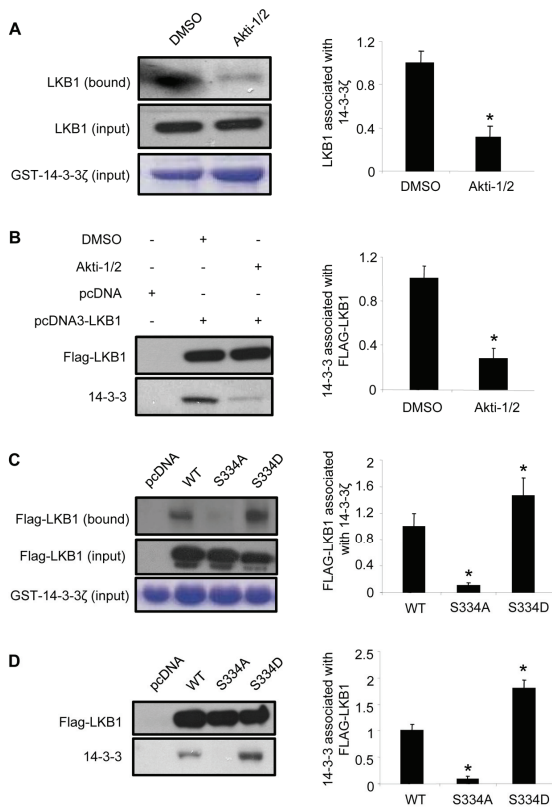 A
DMSO
Akti-1/2
LKB1 (bound)
LKB1 (input)
GST-14-3-3ζ (input)
LKB1 associated with
14-3-3ζ
1.2
0.8
0.4
0
*
DMSO
Akti-1/2
B
DMSO - + -
Akti-1/2 - - +
pcDNA + - -
pcDNA3-LKB1 - + +
Flag-LKB1
14-3-3
14-3-3 associated with
FLAG-LKB1
1.2
0.8
0.4
0
*
DMSO
Akti-1/2
C
pcDNA
WT
S334A
S334D
Flag-LKB1 (bound)
Flag-LKB1 (input)
GST-14-3-3ζ (input)
FLAG-LKB1 associated
with 14-3-3ζ
2
1.6
1.2
0.8
0.4
0
*
*
WT
S334A
S334D
D
pcDNA
WT
S334A
S334D
Flag-LKB1
14-3-3
14-3-3 associated with
FLAG-LKB1
2.5
2
1.5
1
0.5
0
*
*
WT
S334A
S334D